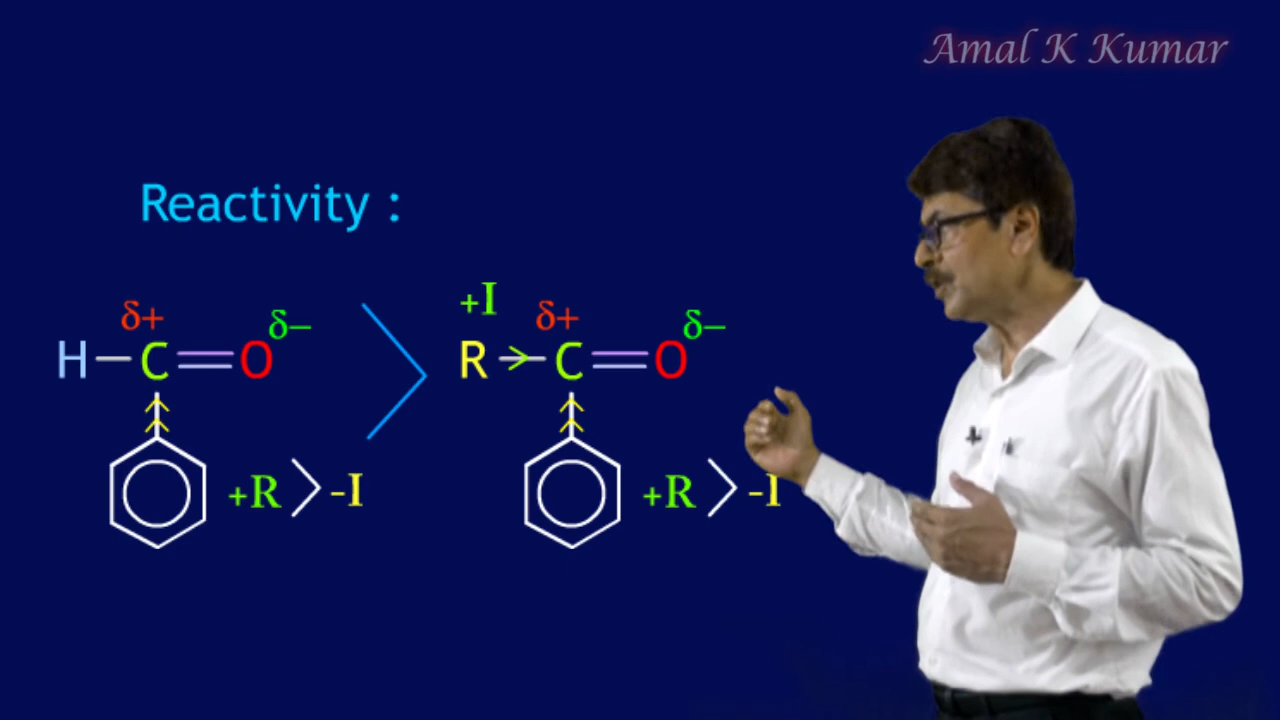 Amal K Kumar
Reactivity :
δ+ δ– +I δ+ δ–
H–C=O > R–C=O
+R > -I +R > -I